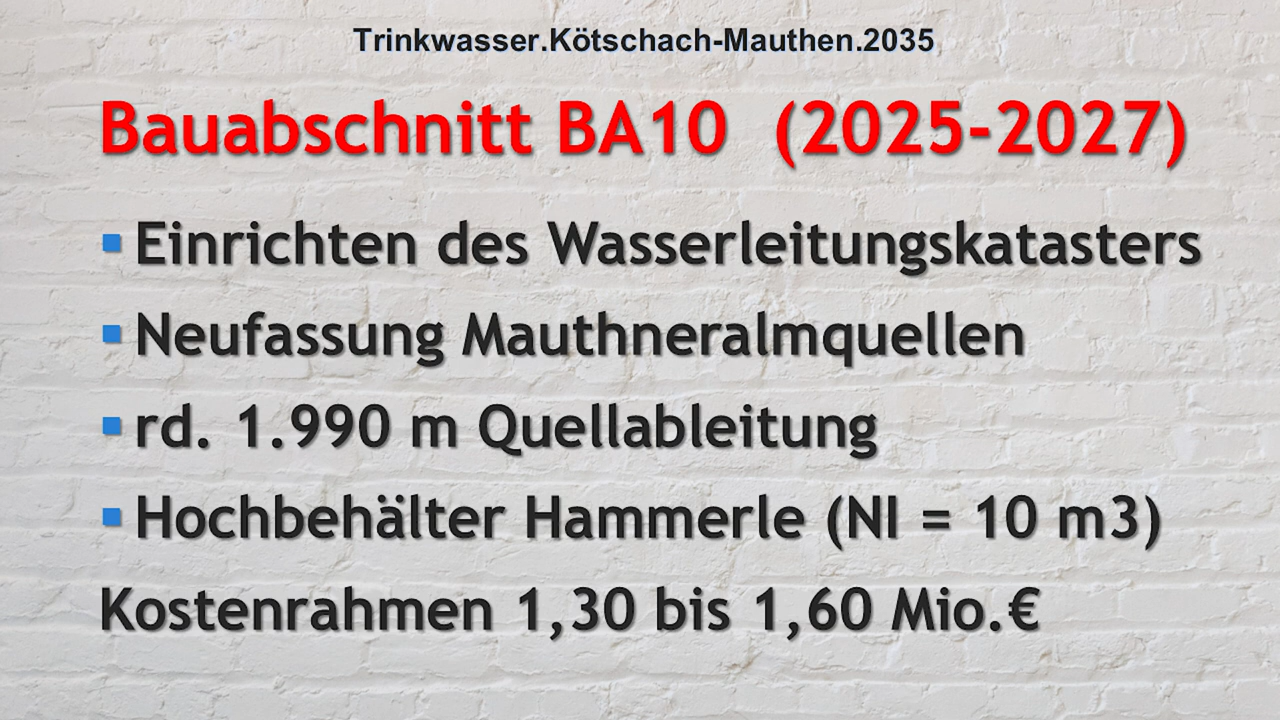 Trinkwasser.Kötschach-Mauthen.2035
Bauabschnitt BA10 (2025-2027)
▪ Einrichten des Wasserleitungskatasters
▪ Neufassung Mauthneralmquellen
▪ rd. 1.990 m Quellableitung
▪ Hochbehälter Hammerle (NI = 10 m3)
Kostenrahmen 1,30 bis 1,60 Mio.€